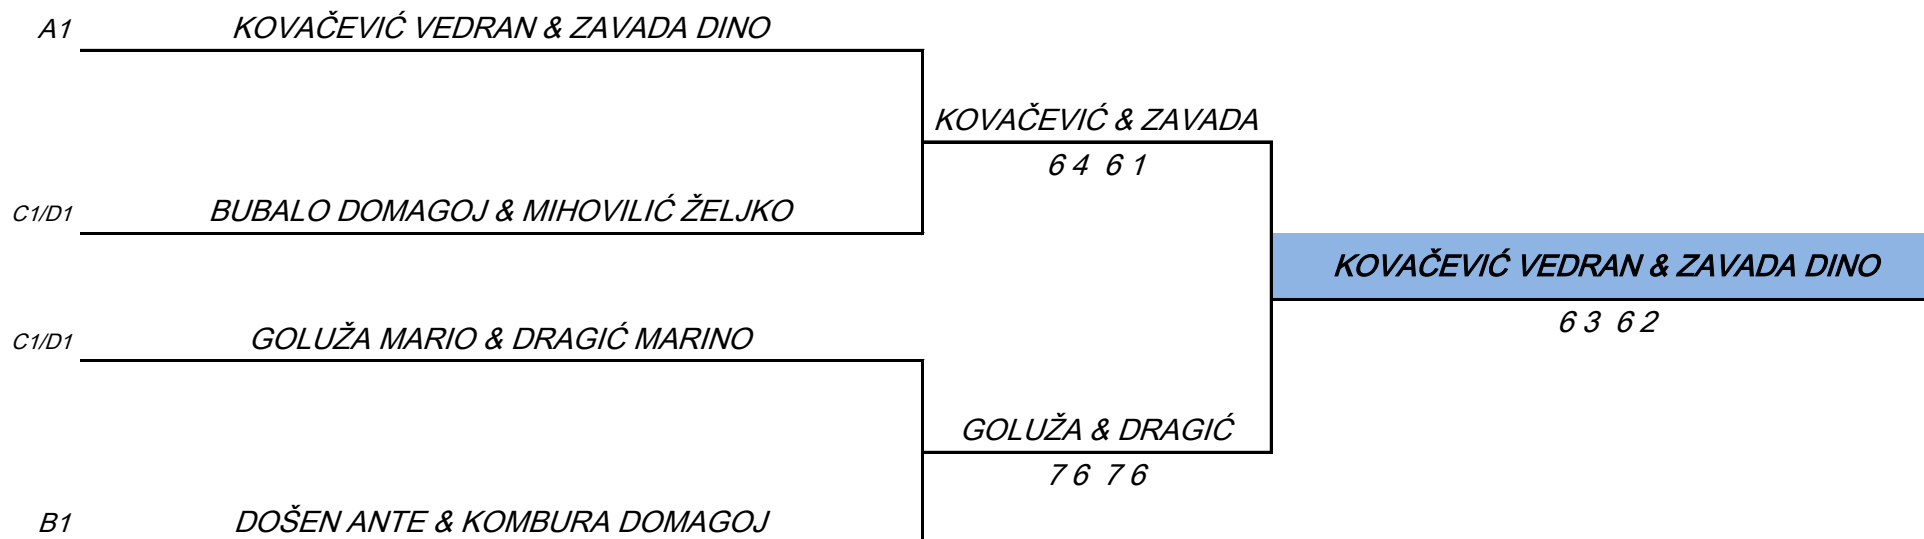 A1 KOVAČEVIĆ VEDRAN & ZAVADA DINO
KOVAČEVIĆ & ZAVADA
6 4 6 1
C1/D1 BUBALO DOMAGOJ & MIHOVILIĆ ŽELJKO
KOVAČEVIĆ VEDRAN & ZAVADA DINO
6 3 6 2
C1/D1 GOLUŽA MARIO & DRAGIĆ MARINO
GOLUŽA & DRAGIĆ
7 6 7 6
B1 DOŠEN ANTE & KOMBURA DOMAGOJ